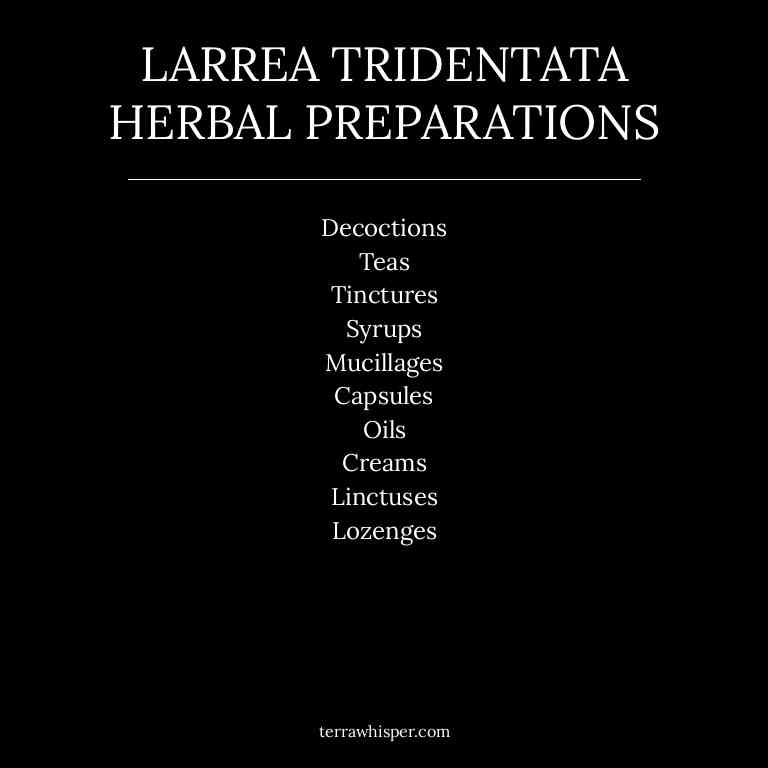 LARREA TRIDENTATA
HERBAL PREPARATIONS
Decoctions
Teas
Tinctures
Syrups
Mucillages
Capsules
Oils
Creams
Linctuses
Lozenges
terrawhisper.com